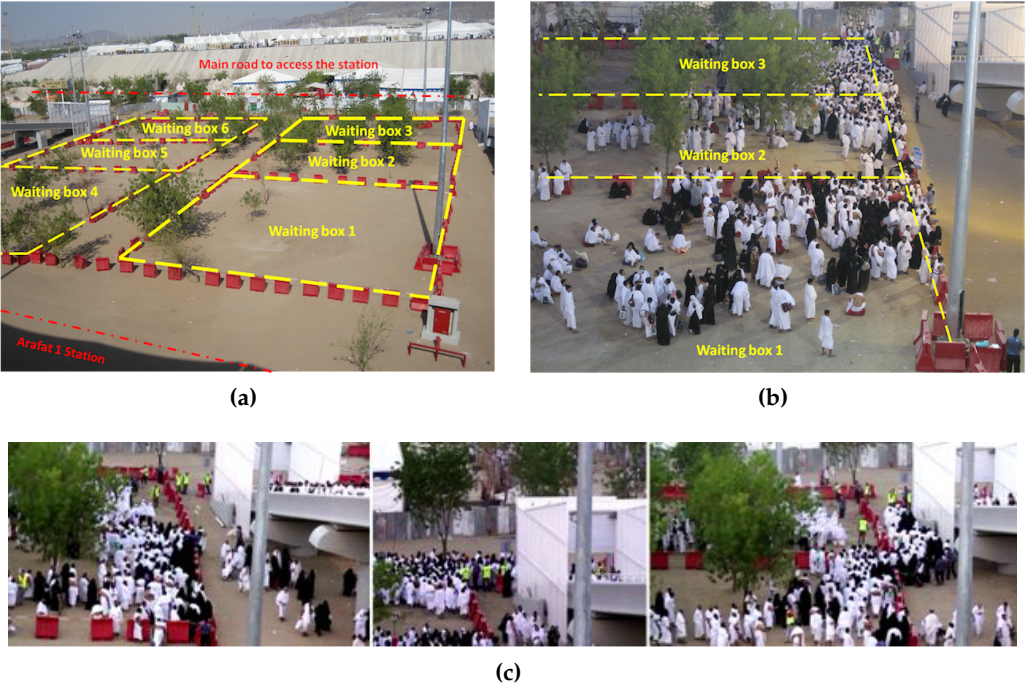 Main road to access the station
Waiting box 6
Waiting box 3
Waiting box 5
Waiting box 2
Waiting box 4
Waiting box 1
Arafat 1 Station
(a)
Waiting box 3
Waiting box 2
Waiting box 1
(b)
(c)